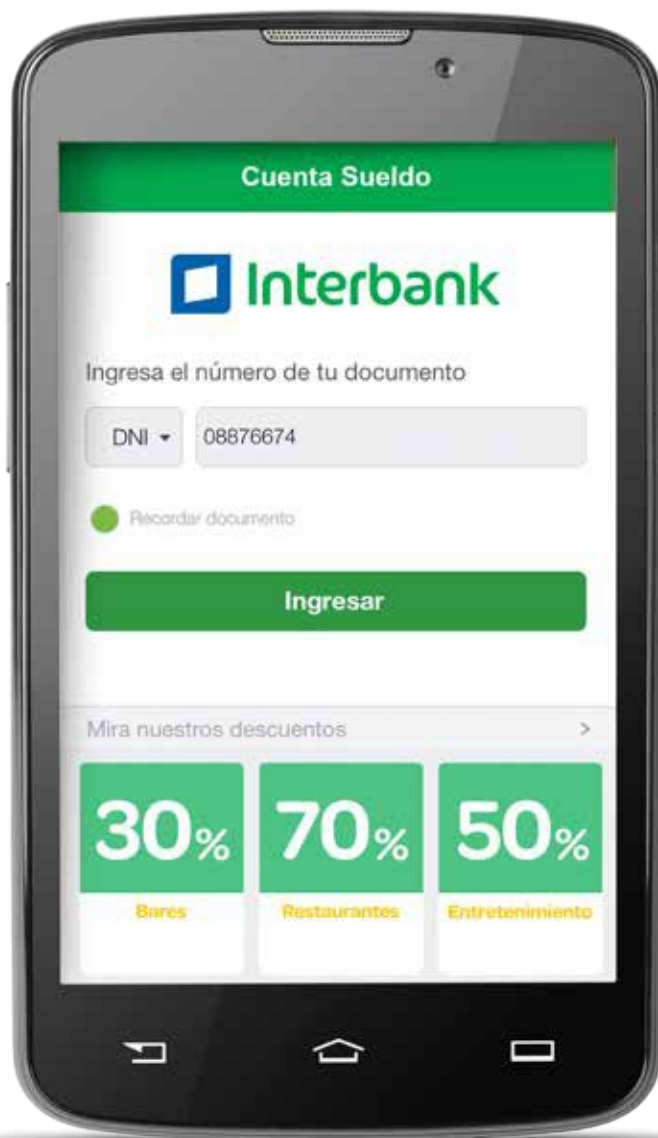 Cuenta Sueldo
Interbank
Ingresa el número de tu documento
DNI 08876674
Recordar documento
Ingresar
Mira nuestros descuentos >
30% 70% 50%
Bares Restaurantes Entretenimiento